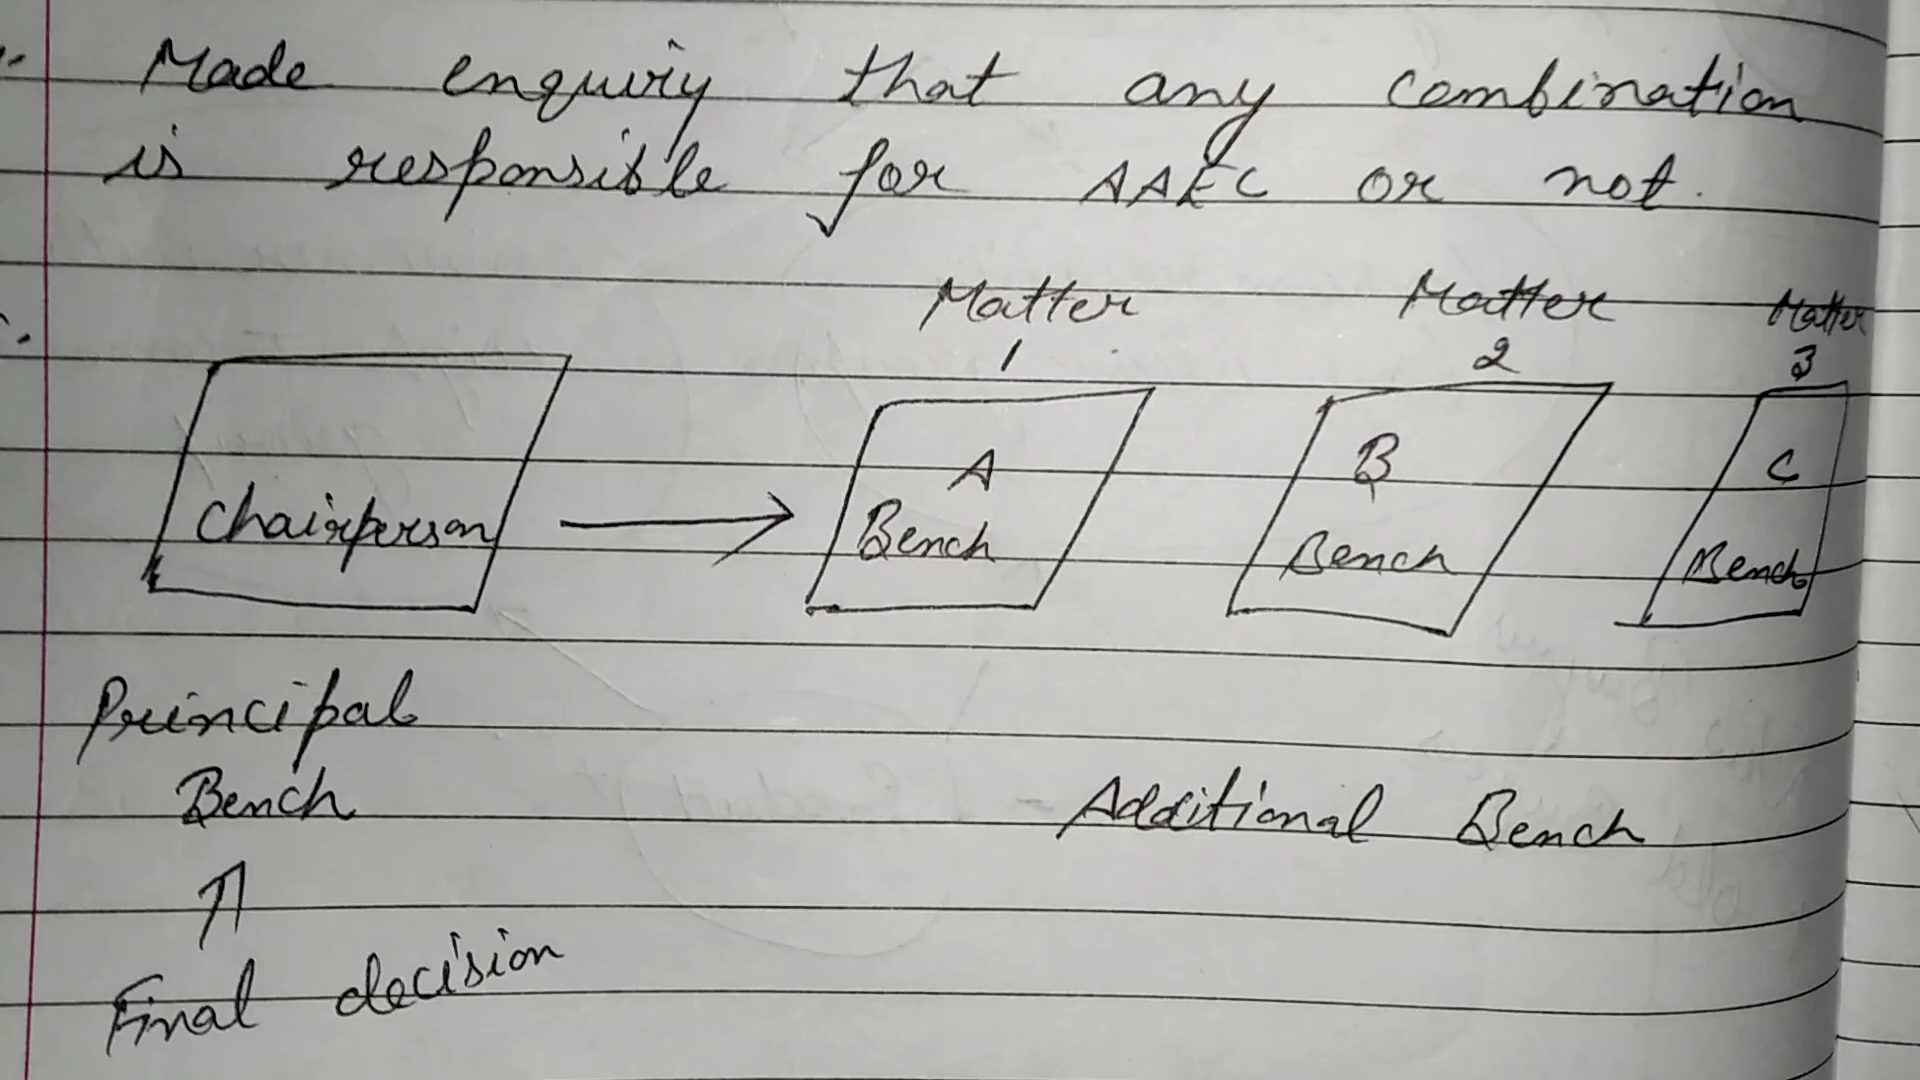 Made enquiry that any combination
is responsible for AAEC or not.
Matter Matter Matter
1 2 3
A B C
Chairperson Bench Bench Bench
Principal
Bench Additional Bench
Final decision